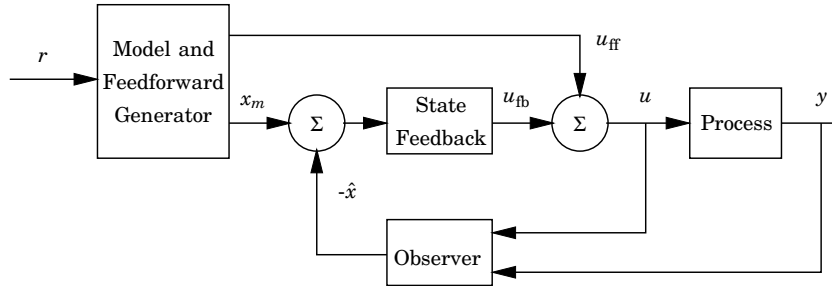 r
Model and
Feedforward
Generator
u_ff
x_m
Σ
State
Feedback
u_fb
Σ
u
Process
y
-x̂
Observer